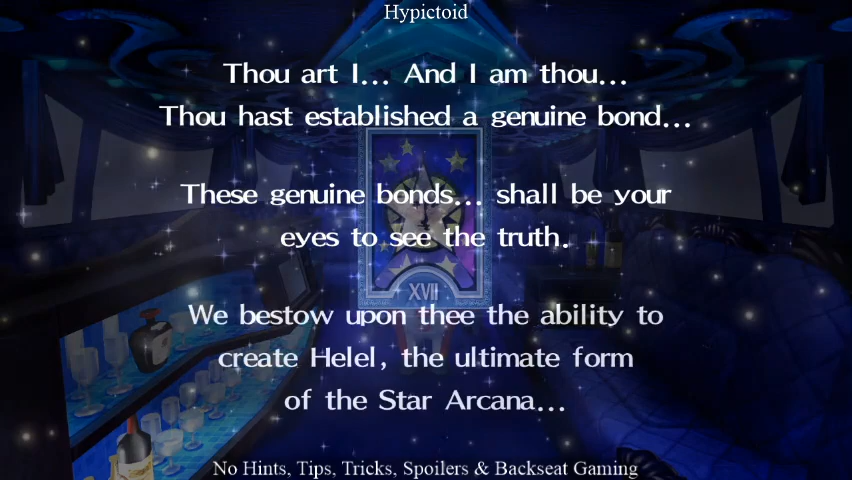 Hypictoid
Thou art I... And I am thou...
Thou hast established a genuine bond...
These genuine bonds... shall be your
eyes to see the truth.
XVII
We bestow upon thee the ability to
create Helel, the ultimate form
of the Star Arcana...
No Hints, Tips, Tricks, Spoilers & Backseat Gaming